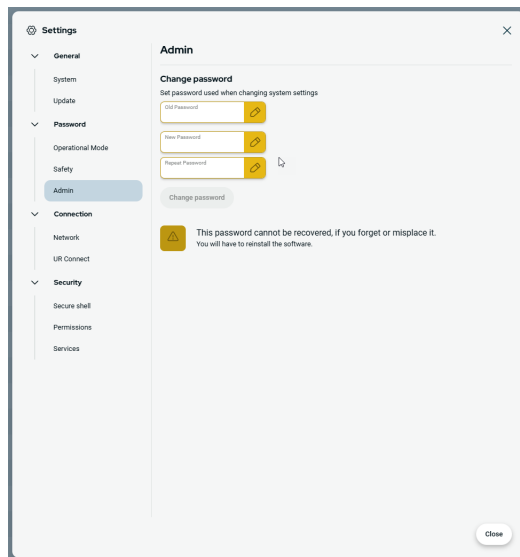 Settings
General
System
Update
Password
Operational Mode
Safety
Admin
Connection
Network
UR Connect
Security
Secure shell
Permissions
Services
Admin
Change password
Set password used when changing system settings
Old Password
New Password
Repeat Password
Change password
This password cannot be recovered, if you forget or misplace it.
You will have to reinstall the software.
Close